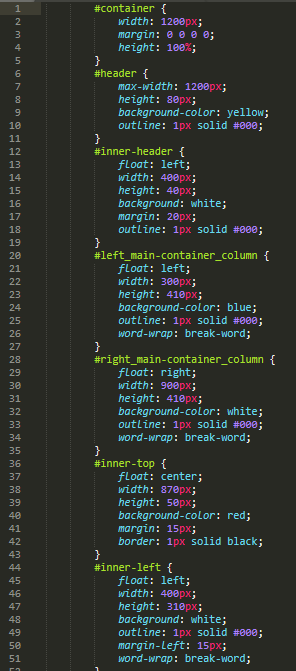 1 #container {
2 width: 1200px;
3 margin: 0 0 0 0;
4 height: 100%;
5 }
6 #header {
7 max-width: 1200px;
8 height: 80px;
9 background-color: yellow;
10 outline: 1px solid #000;
11 }
12 #inner-header {
13 float: left;
14 width: 400px;
15 height: 40px;
16 background: white;
17 margin: 20px;
18 outline: 1px solid #000;
19 }
20 #left_main-container_column {
21 float: left;
22 width: 300px;
23 height: 410px;
24 background-color: blue;
25 outline: 1px solid #000;
26 word-wrap: break-word;
27 }
28 #right_main-container_column {
29 float: right;
30 width: 900px;
31 height: 410px;
32 background-color: white;
33 outline: 1px solid #000;
34 word-wrap: break-word;
35 }
36 #inner-top {
37 float: center;
38 width: 870px;
39 height: 50px;
40 background-color: red;
41 margin: 15px;
42 border: 1px solid black;
43 }
44 #inner-left {
45 float: left;
46 width: 400px;
47 height: 310px;
48 background: white;
49 outline: 1px solid #000;
50 margin-left: 15px;
51 word-wrap: break-word;